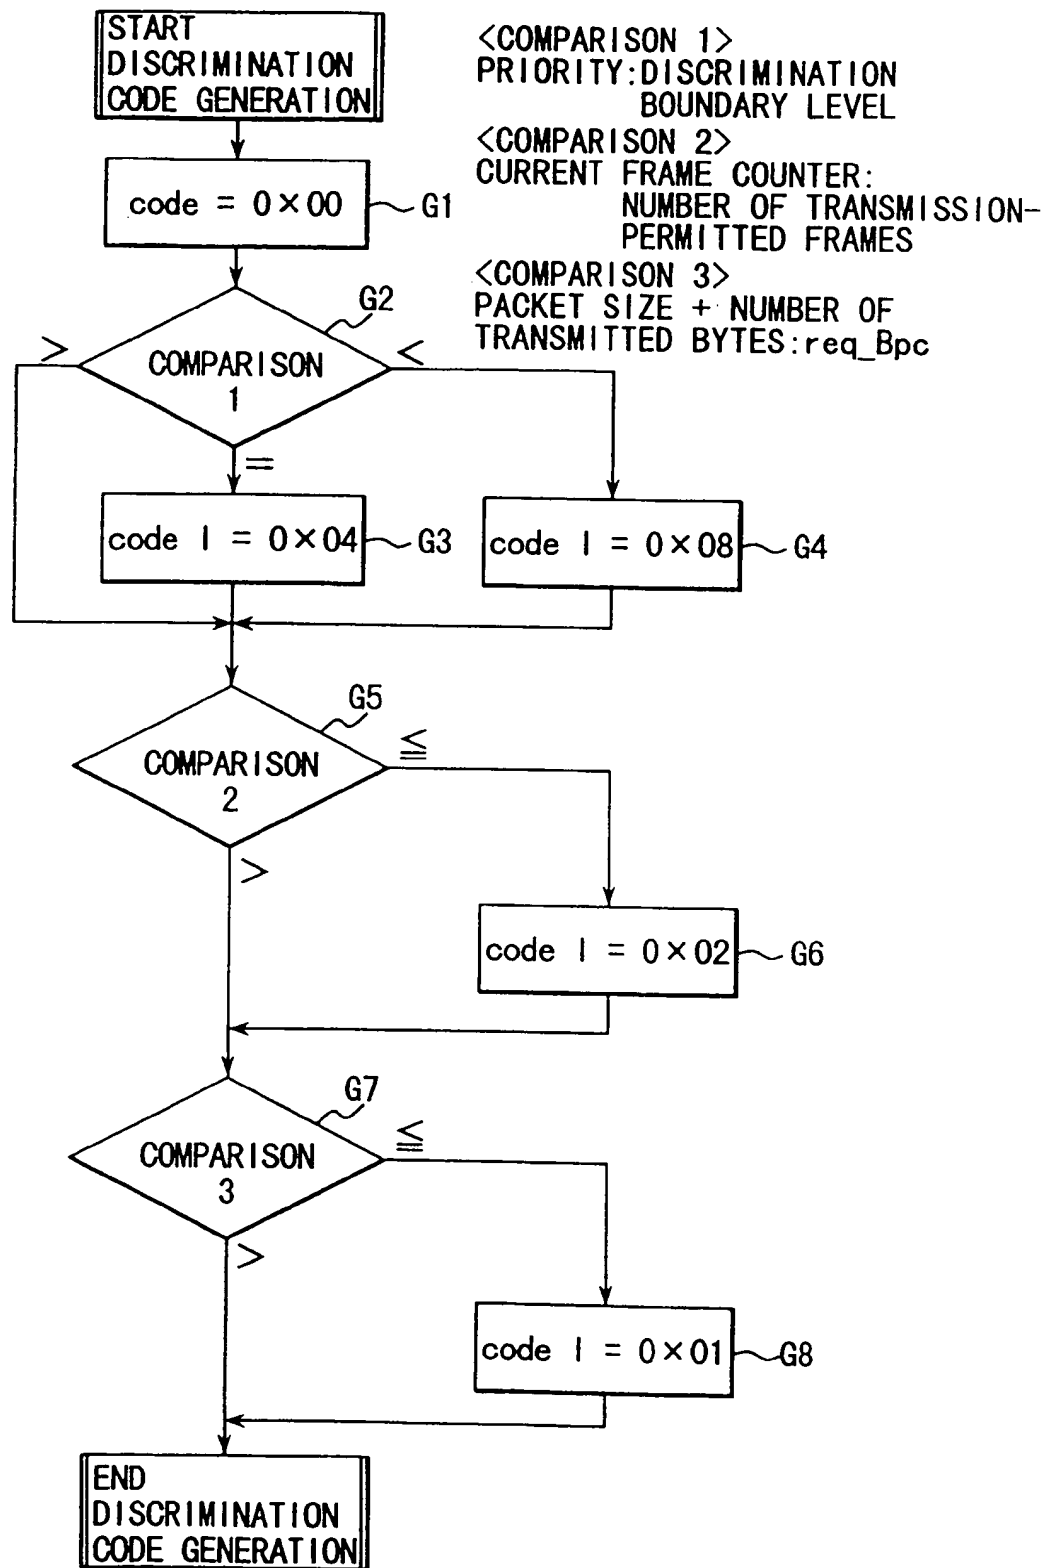 START
DISCRIMINATION
CODE GENERATION
<COMPARISON 1>
PRIORITY:DISCRIMINATION
BOUNDARY LEVEL
<COMPARISON 2>
CURRENT FRAME COUNTER:
NUMBER OF TRANSMISSION-
PERMITTED FRAMES
<COMPARISON 3>
PACKET SIZE + NUMBER OF
TRANSMITTED BYTES:req_Bpc
code = 0×00
G1
G2
>
<
COMPARISON
1
=
code | = 0×04
G3
code | = 0×08
G4
G5
≦
COMPARISON
2
>
code | = 0×02
G6
G7
≦
COMPARISON
3
>
code | = 0×01
G8
END
DISCRIMINATION
CODE GENERATION